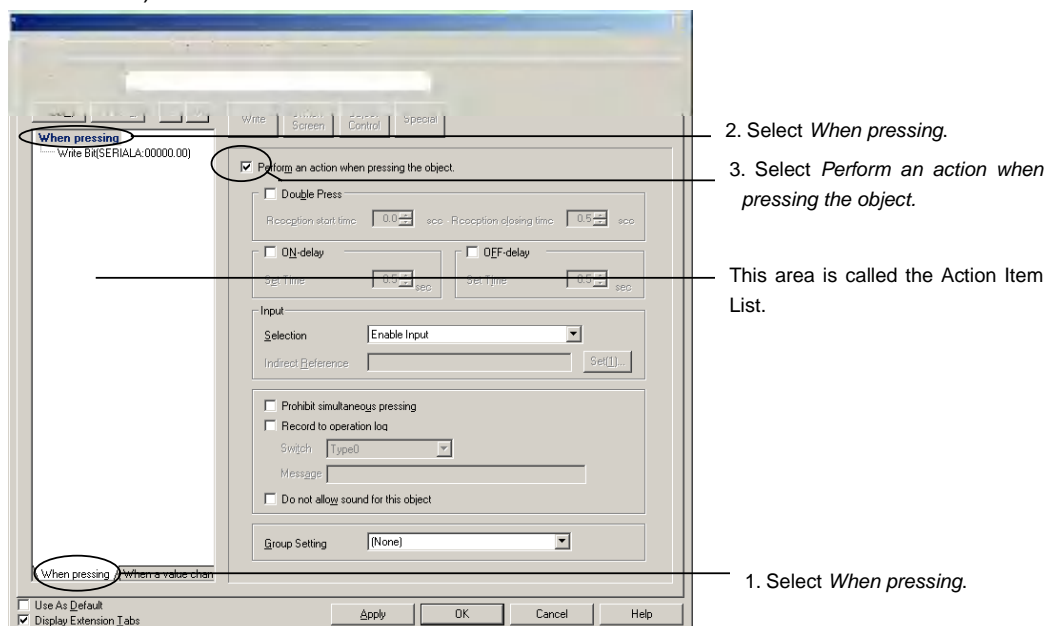 Write
Screen
Control
Special
When pressing
Write Bit(SERIALA:00000.00)
2. Select When pressing.
Perform an action when pressing the object.
3. Select Perform an action when
pressing the object.
Double Press
Reception start time 0.0 sec - Reception closing time 0.5 sec
ON-delay
OFF-delay
Set Time 0.5 sec
Set Time 0.5 sec
This area is called the Action Item
List.
Input
Selection Enable Input
Indirect Reference Set(1)...
Prohibit simultaneous pressing
Record to operation log
Switch Type0
Message
Do not allow sound for this object
Group Setting (None)
When pressing When a value chan
1. Select When pressing.
Use As Default
Display Extension Tabs
Apply OK Cancel Help